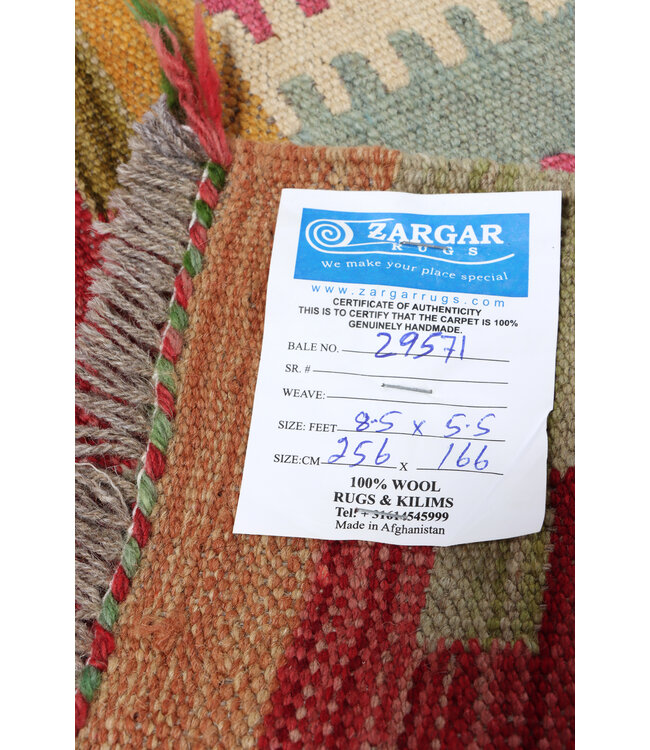 ZARGAR
RUGS
We make your place special
www.zargarrugs.com
CERTIFICATE OF AUTHENTICITY
THIS IS TO CERTIFY THAT THE CARPET IS 100%
GENUINELY HANDMADE.
BALE NO. 29571
SR. #
WEAVE:
SIZE: FEET 8.5 x 5.5
SIZE:CM 256 X 166
100% WOOL
RUGS & KILIMS
Tel: + 31614545999
Made in Afghanistan